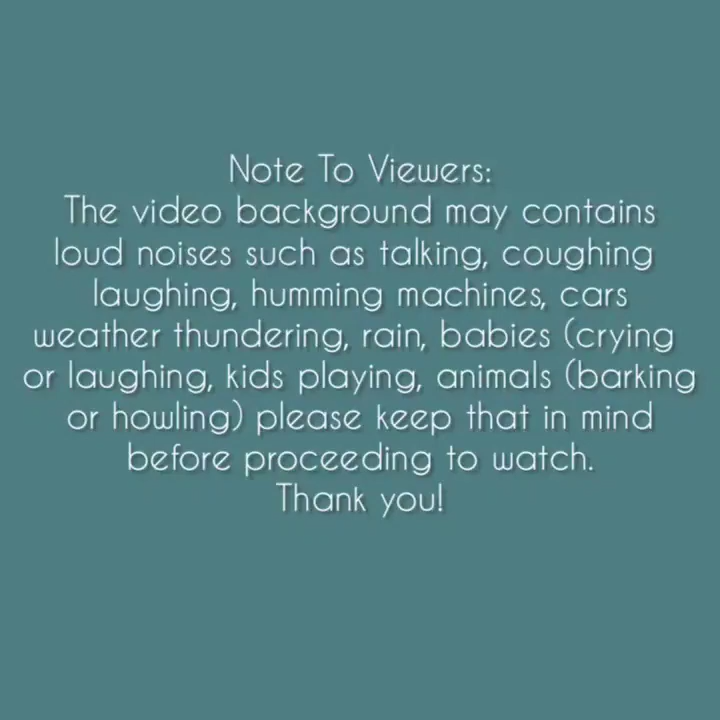 Note To Viewers:
The video background may contains
loud noises such as talking, coughing
laughing, humming machines, cars
weather thundering, rain, babies (crying
or laughing, kids playing, animals (barking
or howling) please keep that in mind
before proceeding to watch.
Thank you!